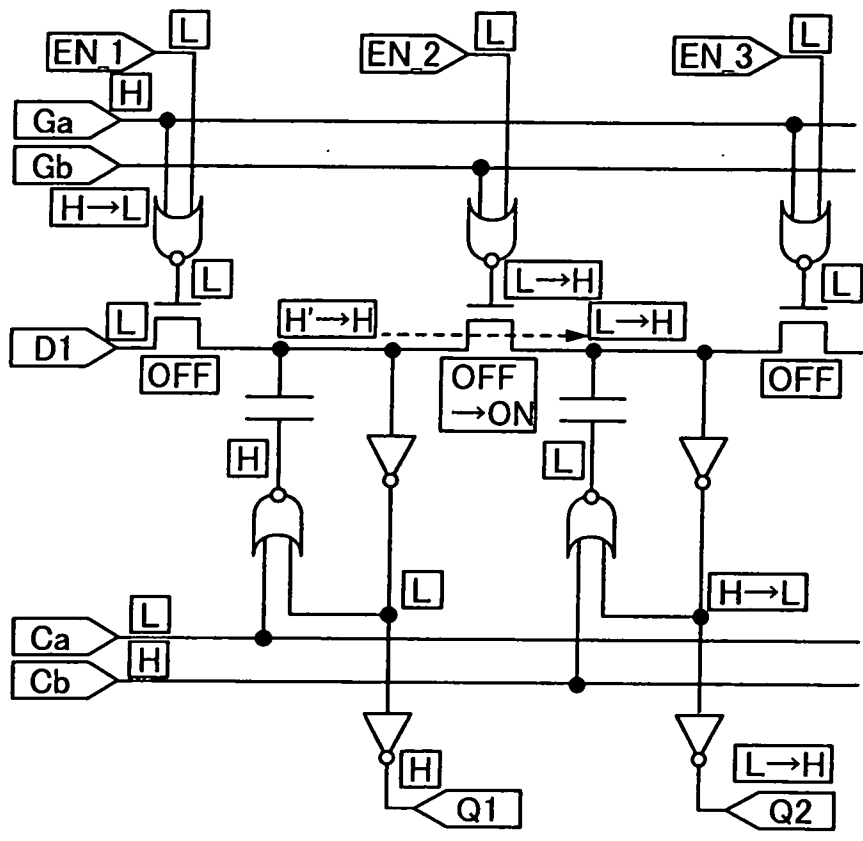 EN_1
L
EN_2
L
EN_3
L
H
Ga
Gb
H→L
L
L→H
L
D1
L
H'→H
L→H
OFF
OFF
→ON
OFF
H
L
L
H→L
Ca
L
Cb
H
H
Q1
L→H
Q2